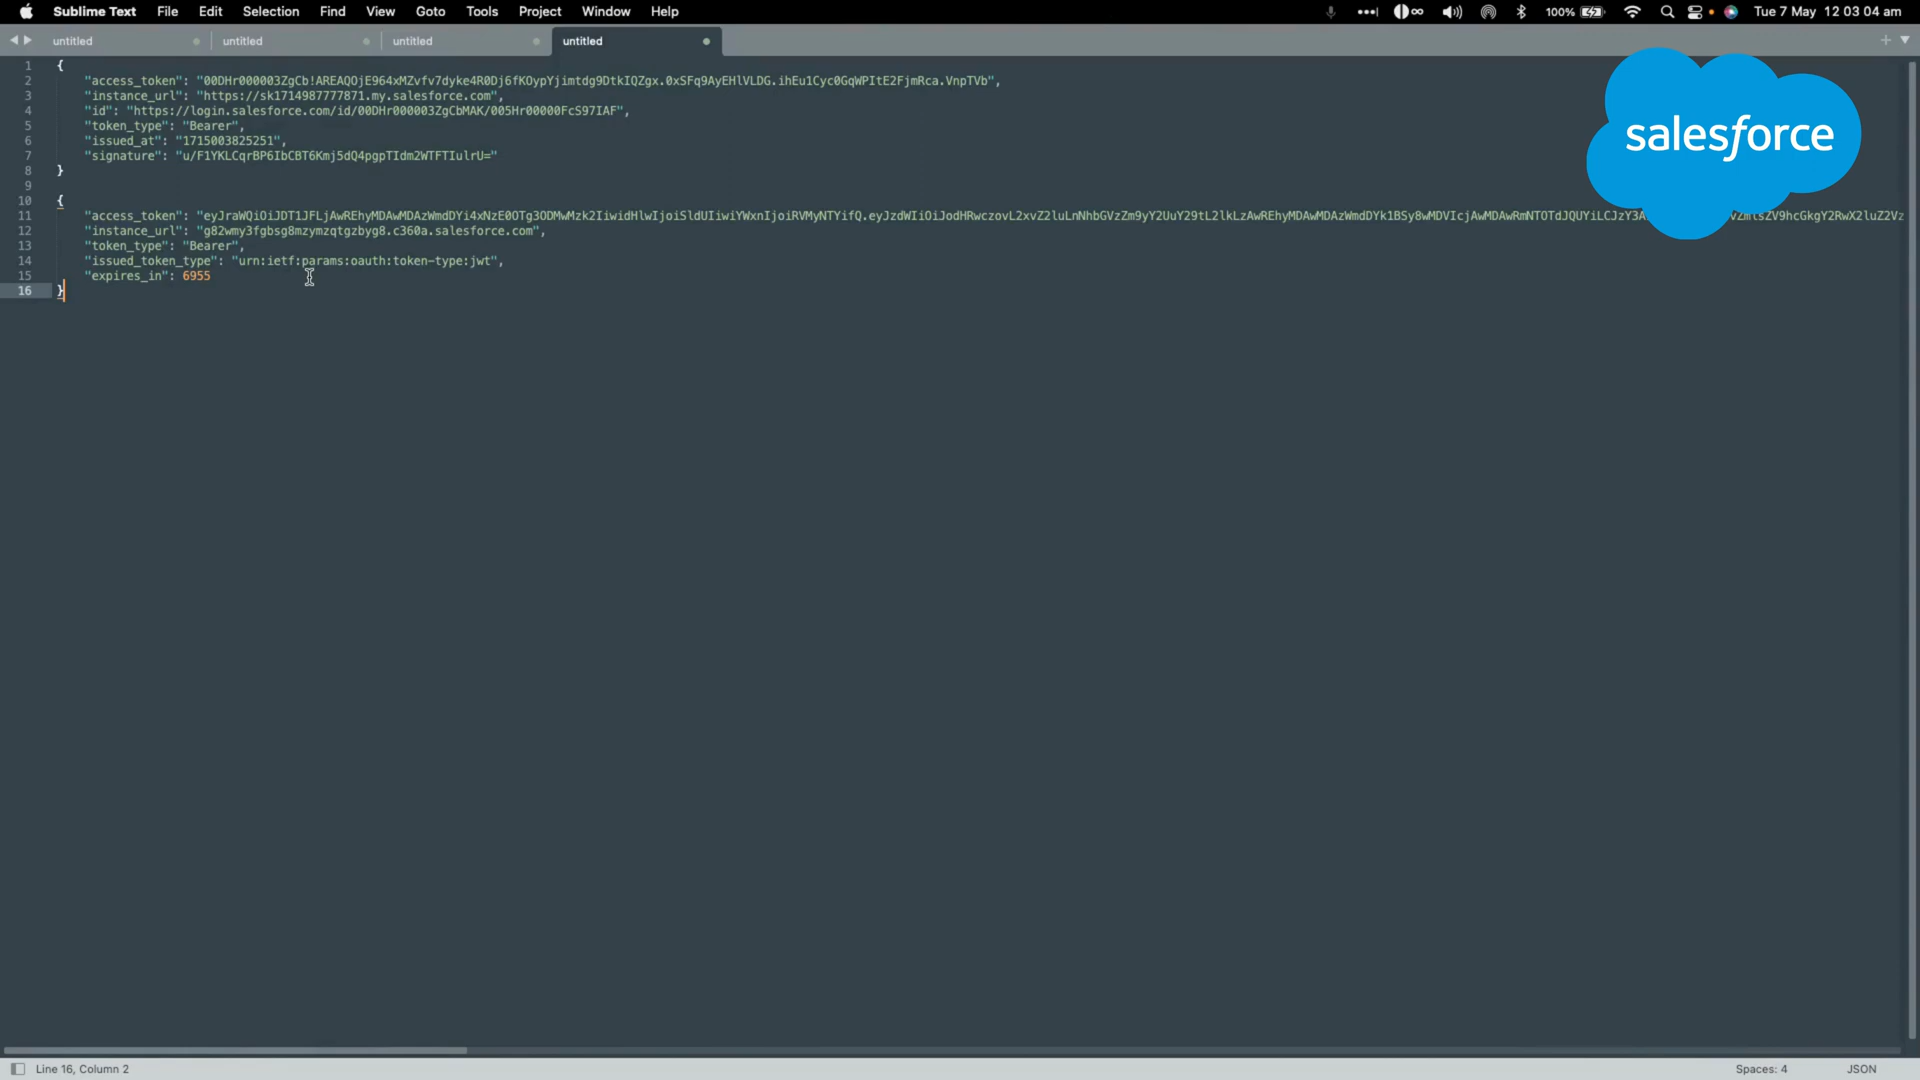 Sublime Text File Edit Selection Find View Goto Tools Project Window Help 100% Tue 7 May 12 03 04 am
untitled untitled untitled untitled
1 {
2 "access_token": "00DHr000003ZgCb!AREAQOjE964xMZvfv7dyke4R0Dj6fKOypYjimtdg9DtkIQZgx.0xSFq9AyEHlVLDG.ihEu1Cyc0GqWPItE2FjmRca.VnpTVb",
3 "instance_url": "https://sk1714987777871.my.salesforce.com",
4 "id": "https://login.salesforce.com/id/00DHr000003ZgCbMAK/005Hr00000FcS97IAF",
5 "token_type": "Bearer",
6 "issued_at": "1715003825251",
7 "signature": "u/F1YKLCqrBP6IbCBT6Kmj5dQ4pgpTIdm2WTFTIulrU="
8 }
9
10 {
11 "access_token":
12 "instance_url": "g82wmy3fgbsg8mzymzqtgzbyg8.c360a.salesforce.com",
13 "token_type": "Bearer",
14 "issued_token_type": "urn:ietf:params:oauth:token-type:jwt",
15 "expires_in": 6955
16 }
salesforce
Line 16, Column 2 Spaces: 4 JSON